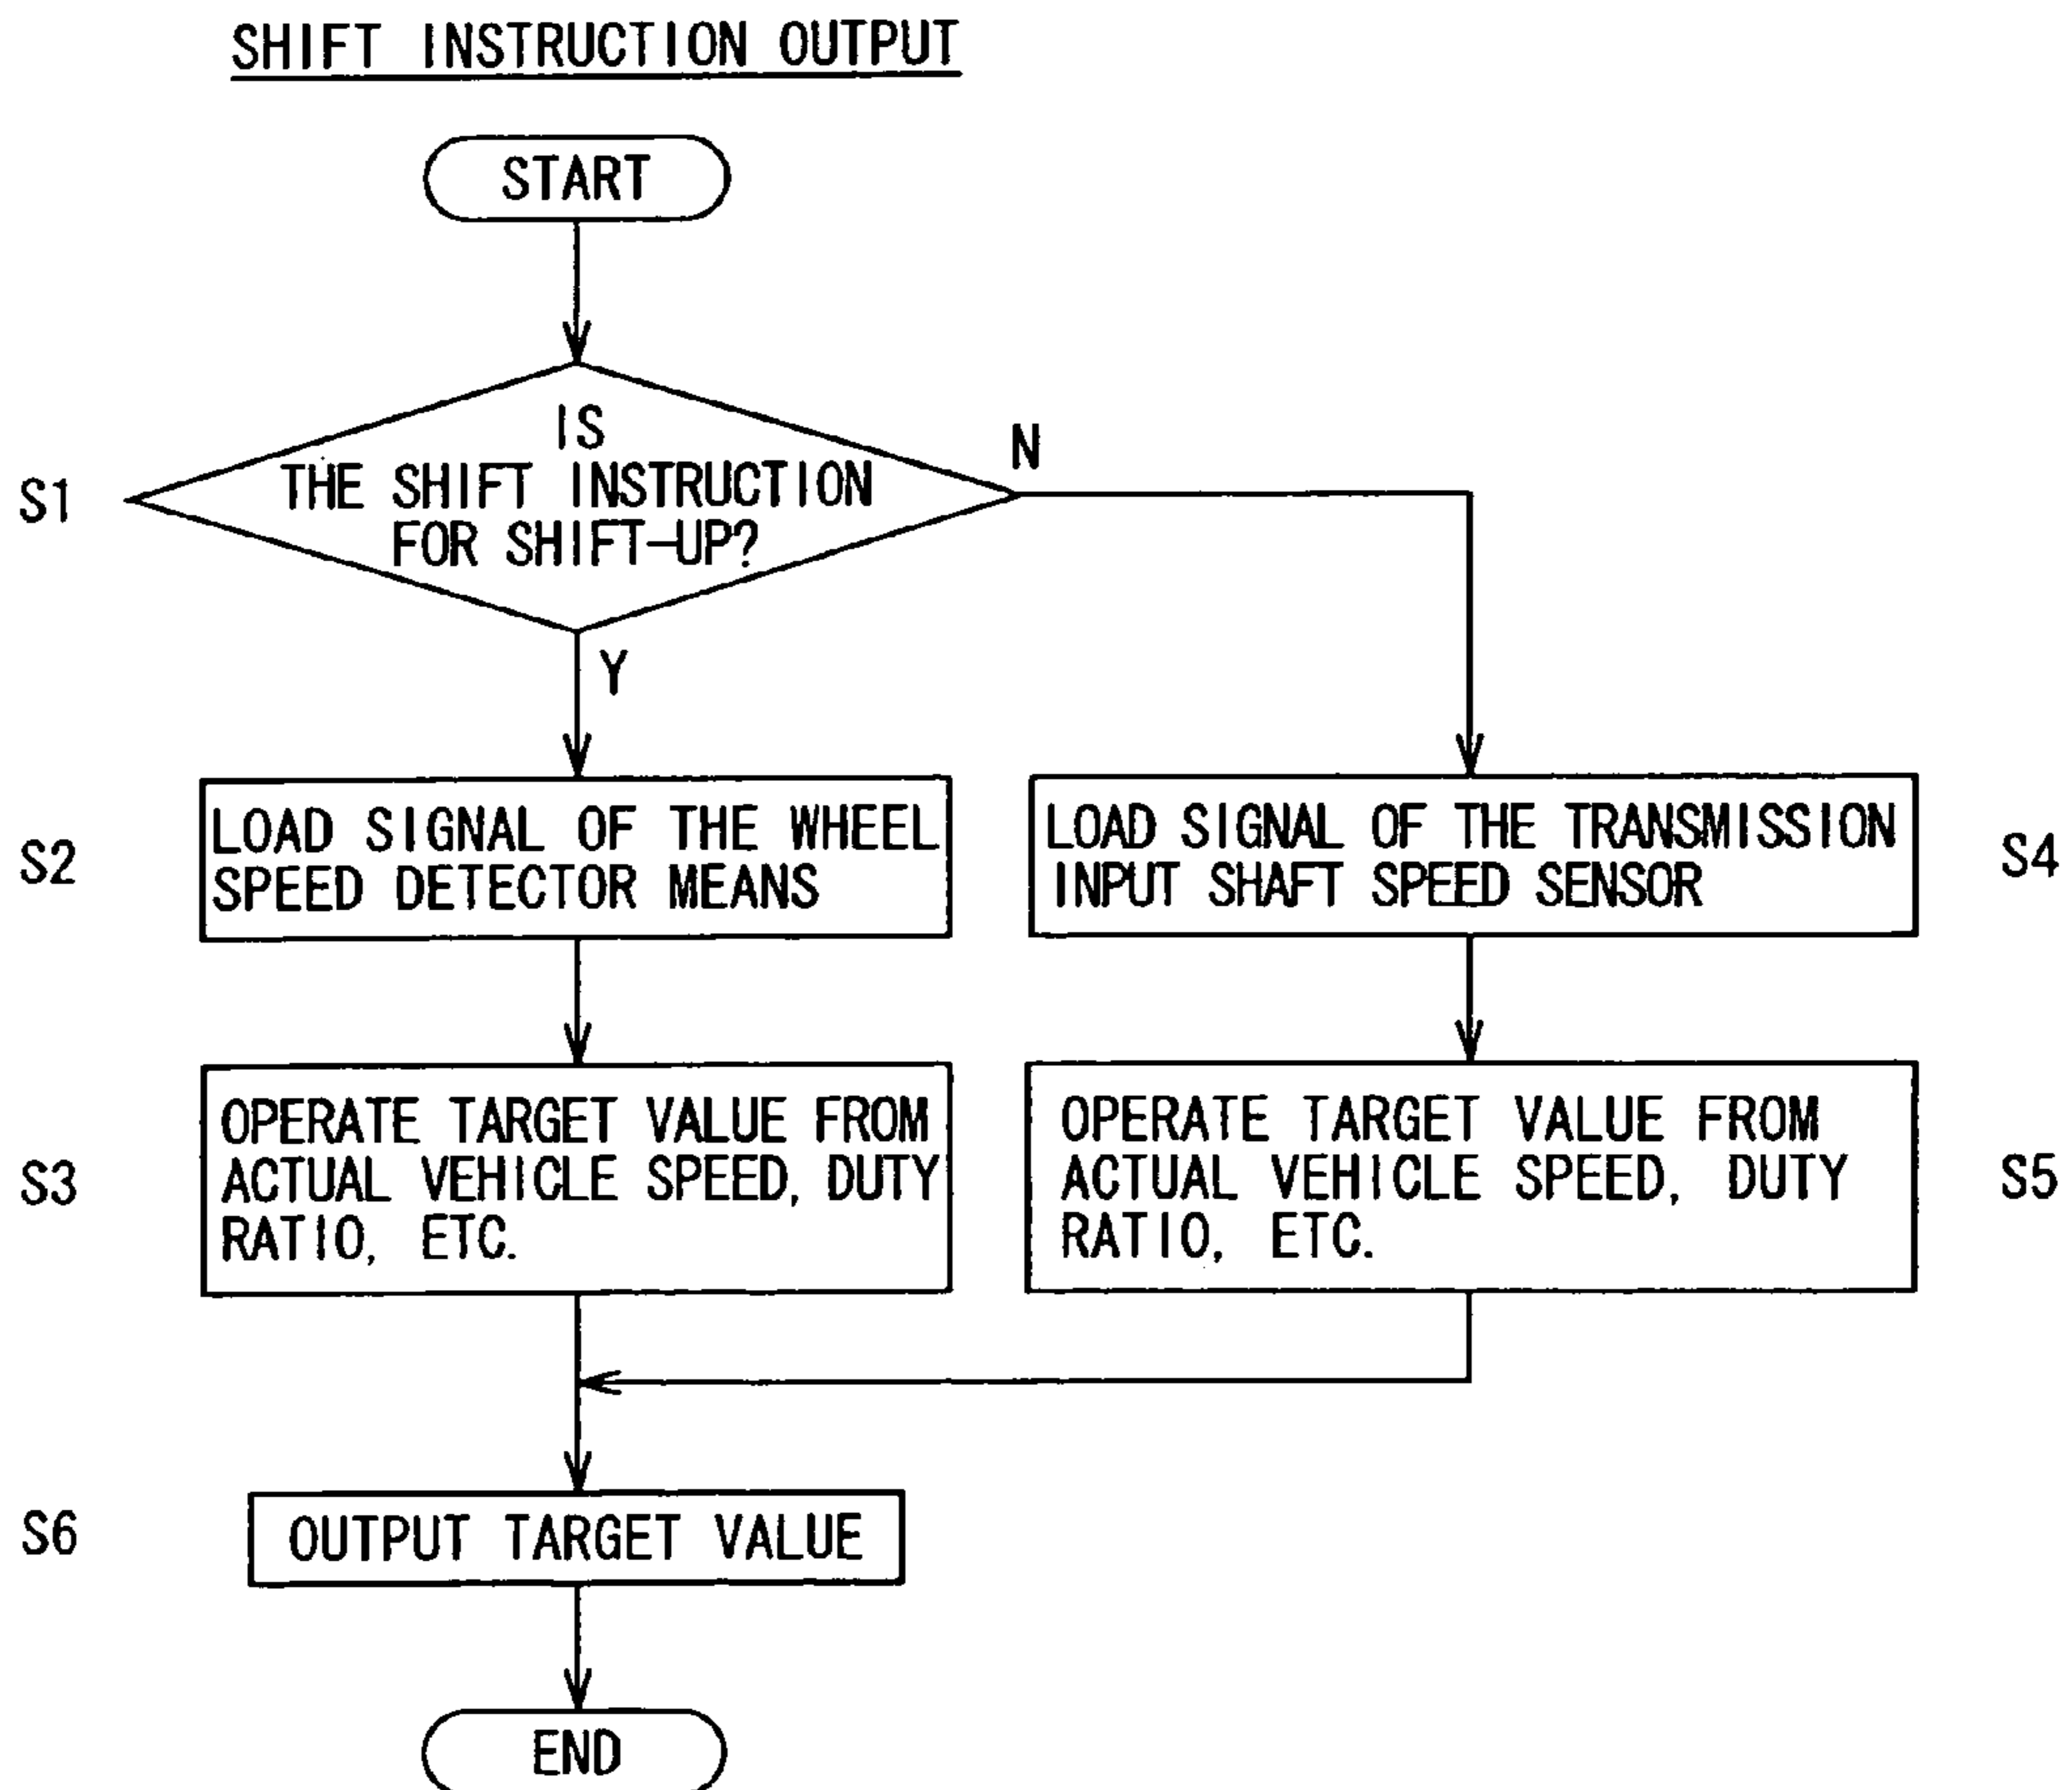 SHIFT INSTRUCTION OUTPUT
START
S1
IS
THE SHIFT INSTRUCTION
FOR SHIFT-UP?
N
Y
S2
LOAD SIGNAL OF THE WHEEL
SPEED DETECTOR MEANS
LOAD SIGNAL OF THE TRANSMISSION
INPUT SHAFT SPEED SENSOR
S4
S3
OPERATE TARGET VALUE FROM
ACTUAL VEHICLE SPEED, DUTY
RATIO, ETC.
OPERATE TARGET VALUE FROM
ACTUAL VEHICLE SPEED, DUTY
RATIO, ETC.
S5
S6
OUTPUT TARGET VALUE
END